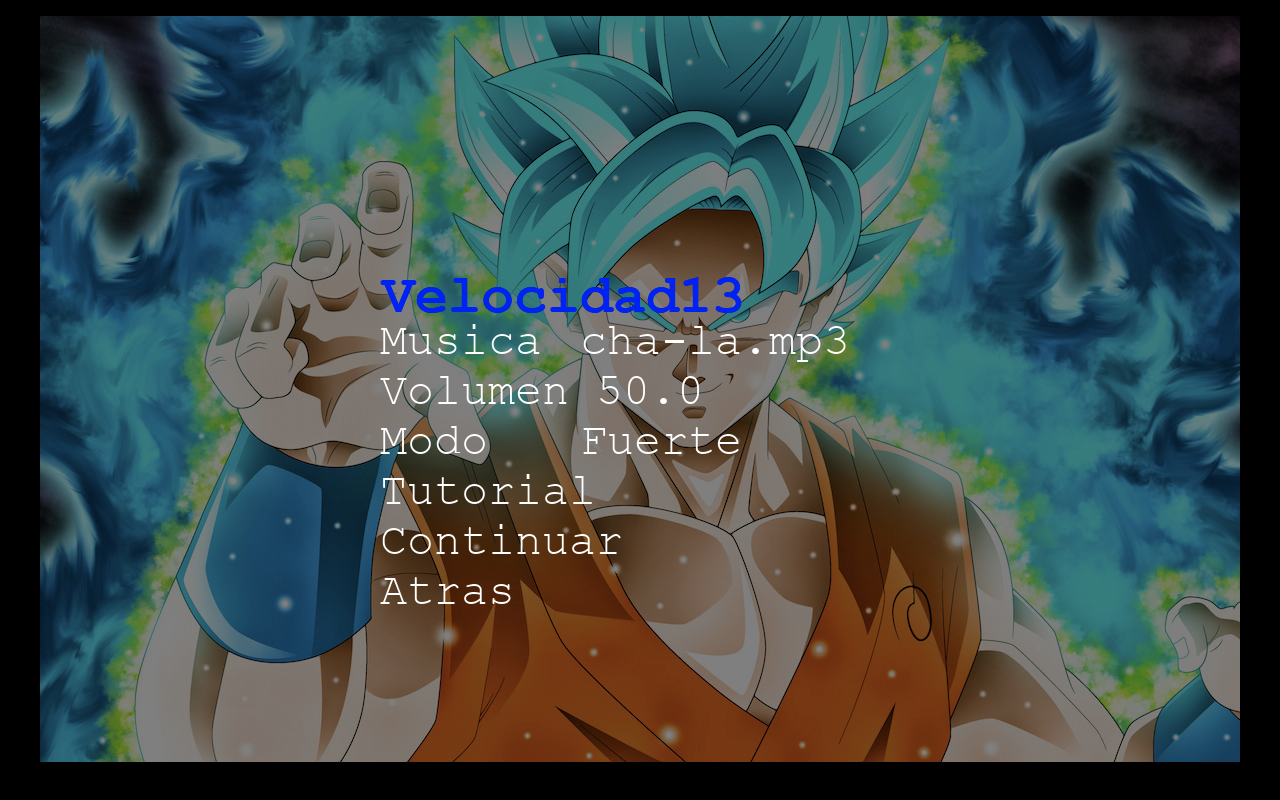 Velocidad13
Musica cha-la.mp3
Volumen 50.0
Modo Fuerte
Tutorial
Continuar
Atras